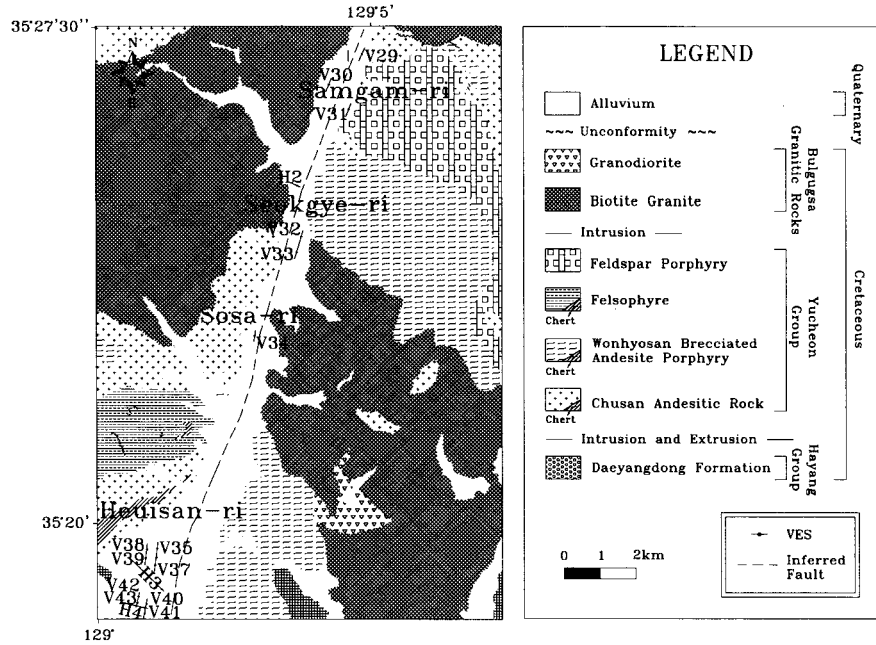 129°5'
35°27'30"
N
V29
V30
Samgam-ri
V31
H2
Seokgye-ri
V32
V33
Sosa-ri
V34
35°20'
Heuisan-ri
V38 V35
V39
H3 V37
V42
V43 V40
H4 V41
129°
LEGEND
Alluvium
~~~ Unconformity ~~~
Granodiorite
Biotite Granite
Intrusion
Feldspar Porphyry
Felsophyre
Chert
Wonhyosan Brecciated
Andesite Porphyry
Chert
Chusan Andesitic Rock
Chert
Intrusion and Extrusion
Daeyangdong Formation
Quaternary
Bulgugsa
Granitic Rocks
Yucheon
Group
Cretaceous
Hayang
Group
VES
Inferred
Fault
0 1 2km